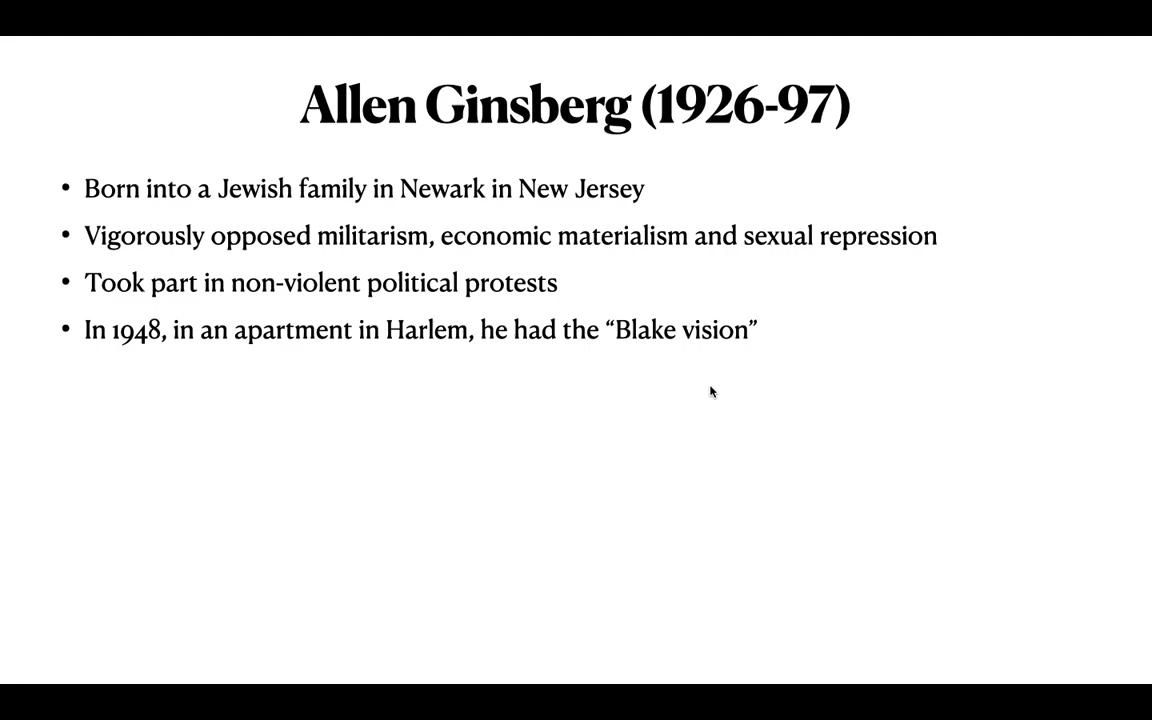 Allen Ginsberg (1926-97)
• Born into a Jewish family in Newark in New Jersey
• Vigorously opposed militarism, economic materialism and sexual repression
• Took part in non-violent political protests
• In 1948, in an apartment in Harlem, he had the “Blake vision”